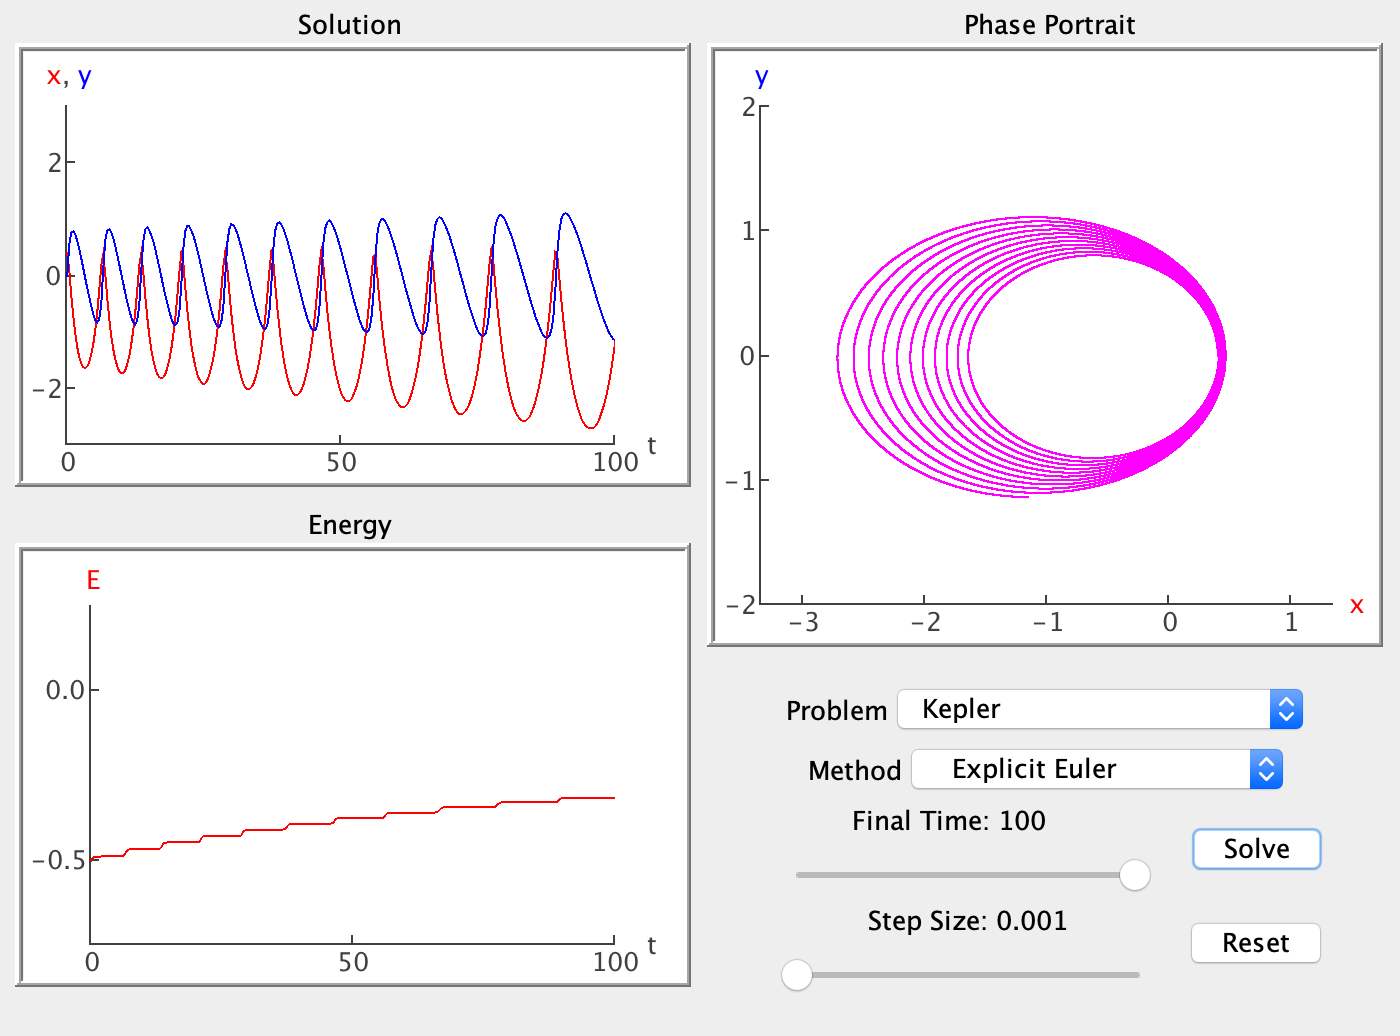 Solution
x, y
2
0
−2
0
50
100
t
Energy
E
0.0
−0.5
0
50
100
t
Phase Portrait
y
2
1
0
−1
−2
−3
−2
−1
0
1
x
Problem Kepler
Method Explicit Euler
Final Time: 100
Solve
Step Size: 0.001
Reset